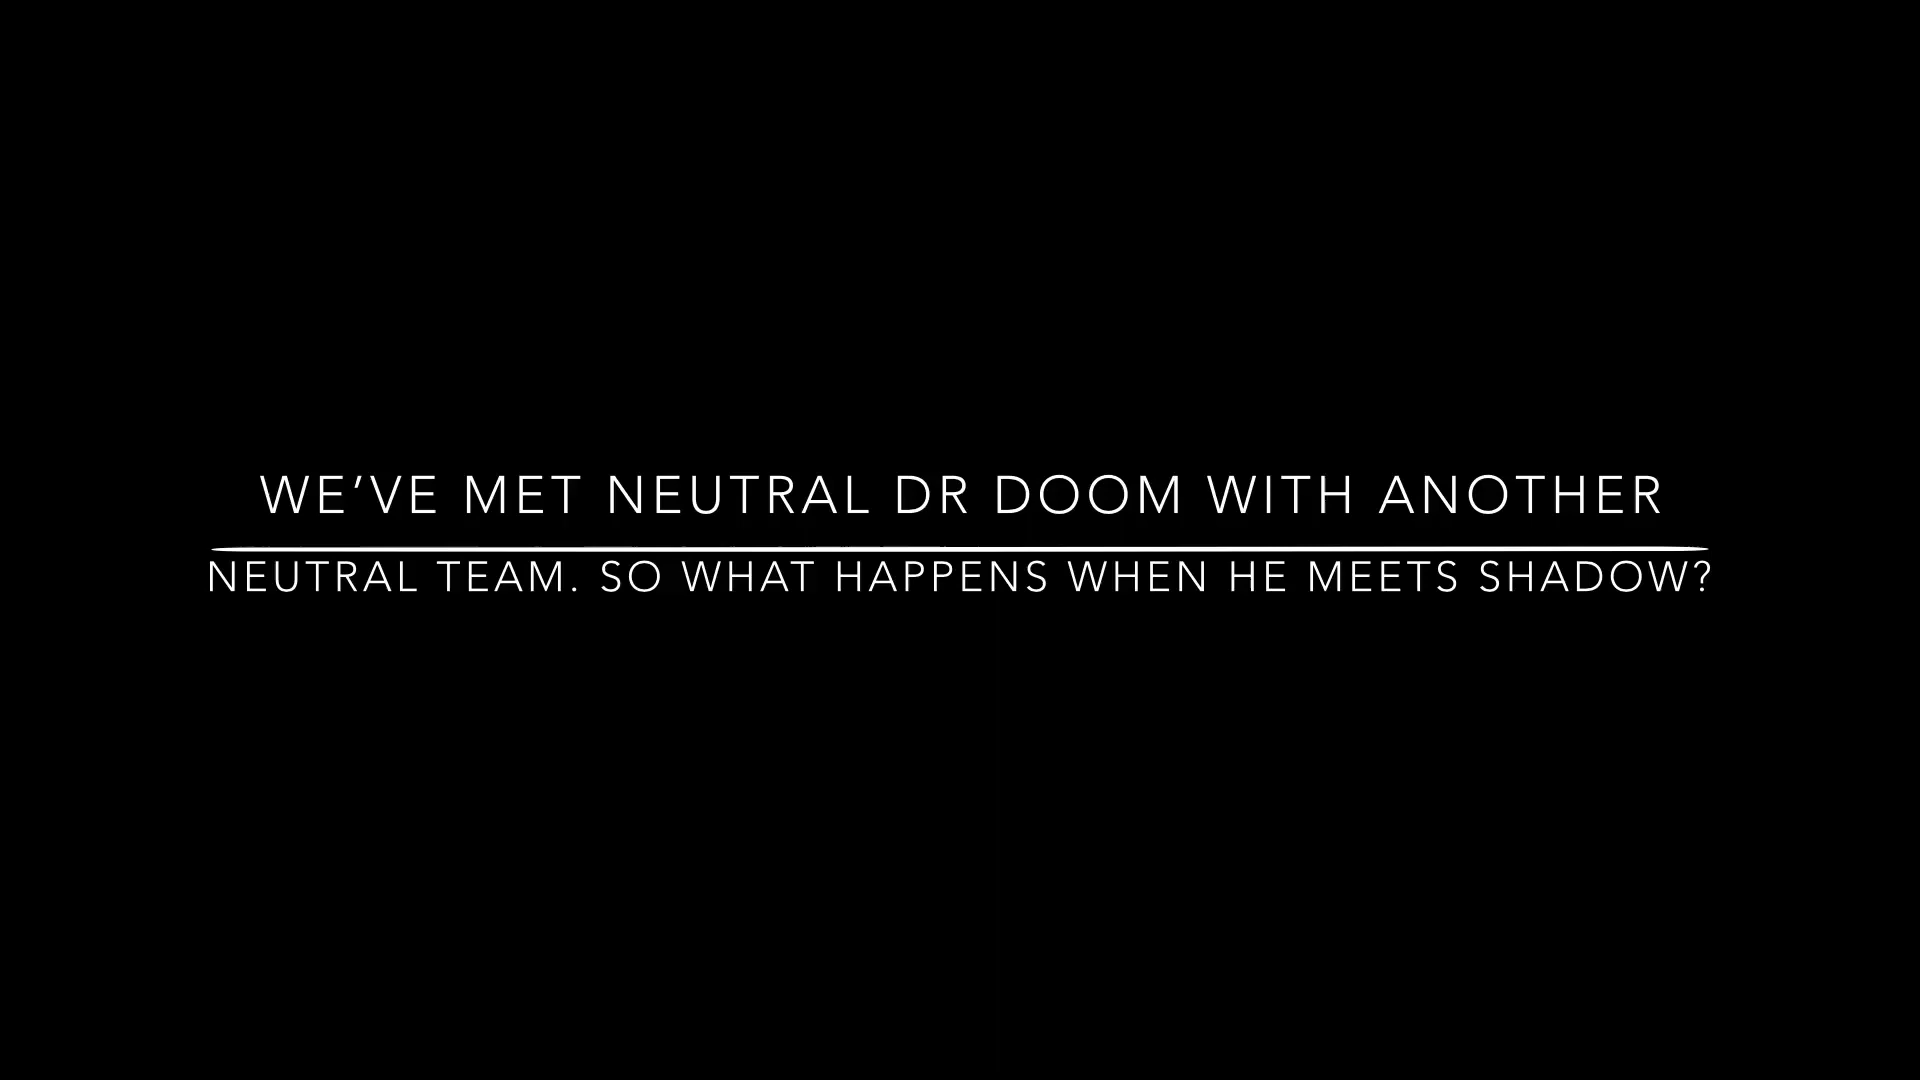 WE’VE MET NEUTRAL DR DOOM WITH ANOTHER
NEUTRAL TEAM. SO WHAT HAPPENS WHEN HE MEETS SHADOW?